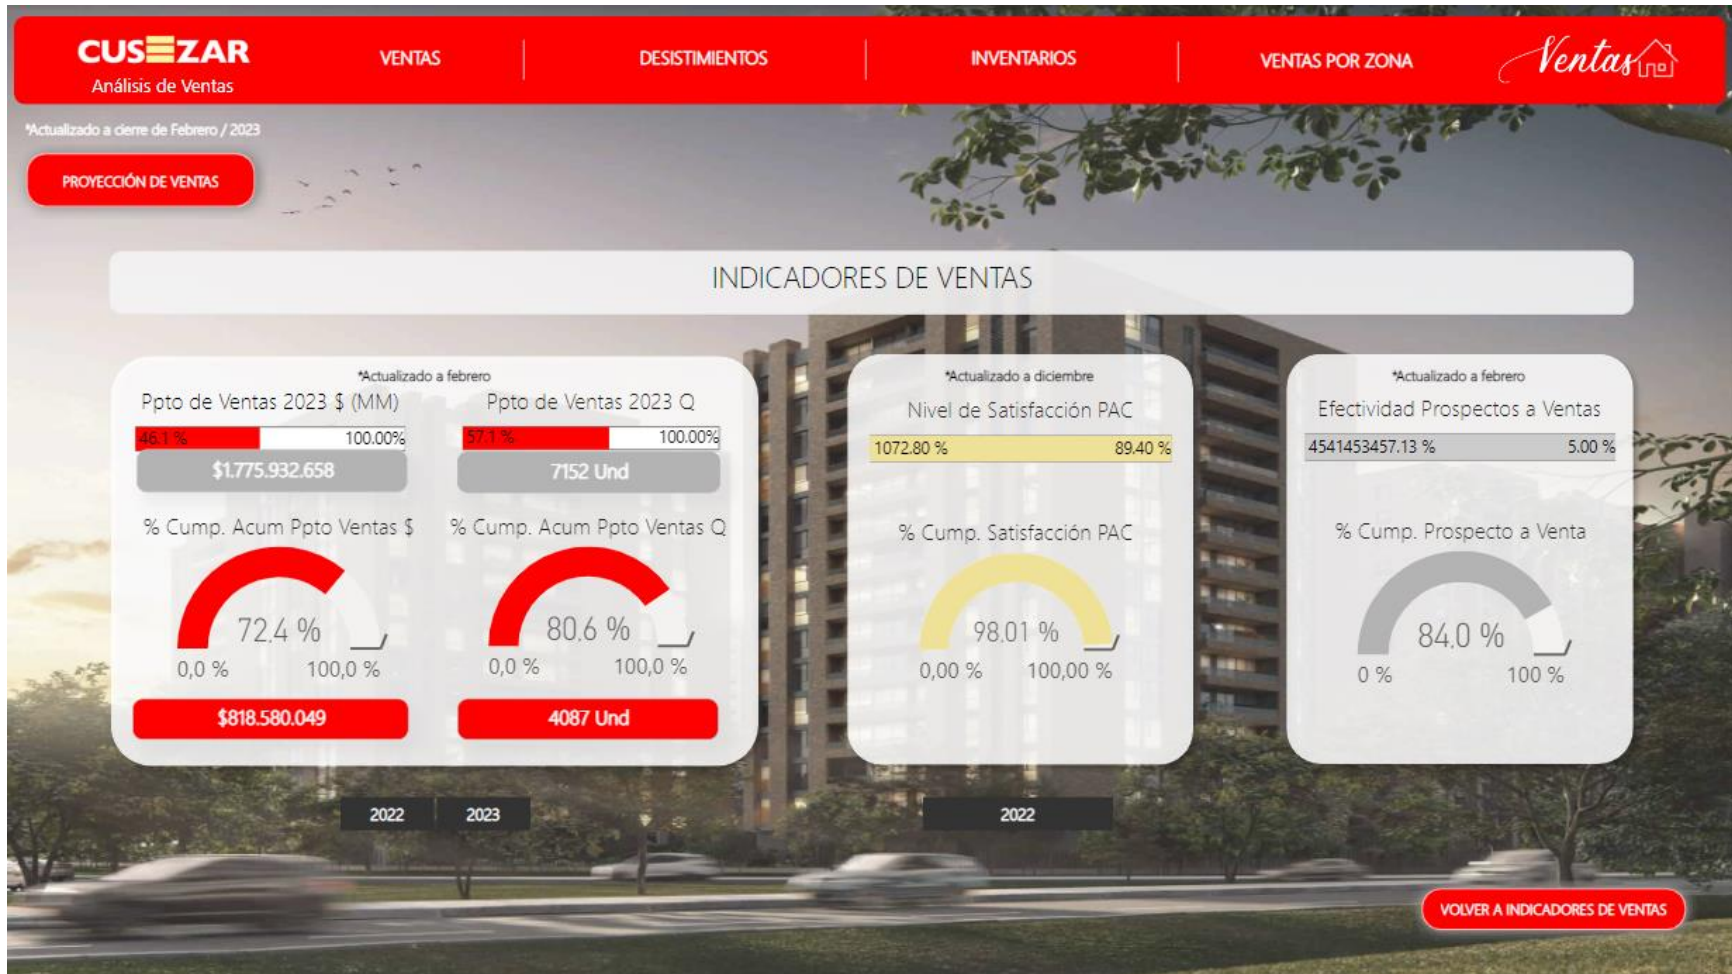 CUSEZAR
Análisis de Ventas
VENTAS
DESISTIMIENTOS
INVENTARIOS
VENTAS POR ZONA
Ventas
*Actualizado a cierre de Febrero / 2023
PROYECCIÓN DE VENTAS
INDICADORES DE VENTAS
*Actualizado a febrero
Ppto de Ventas 2023 $ (MM)
46.1 % 100.00%
$1.775.932.658
Ppto de Ventas 2023 Q
57.1 % 100.00%
7152 Und
% Cump. Acum Ppto Ventas $
72,4 %
0,0 % 100,0 %
$818.580.049
% Cump. Acum Ppto Ventas Q
80,6 %
0,0 % 100,0 %
4087 Und
*Actualizado a diciembre
Nivel de Satisfacción PAC
1072.80 % 89.40 %
% Cump. Satisfacción PAC
98,01 %
0,00 % 100,00 %
*Actualizado a febrero
Efectividad Prospectos a Ventas
4541453457.13 % 5.00 %
% Cump. Prospecto a Venta
84,0 %
0 % 100 %
2022 2023
2022
VOLVER A INDICADORES DE VENTAS